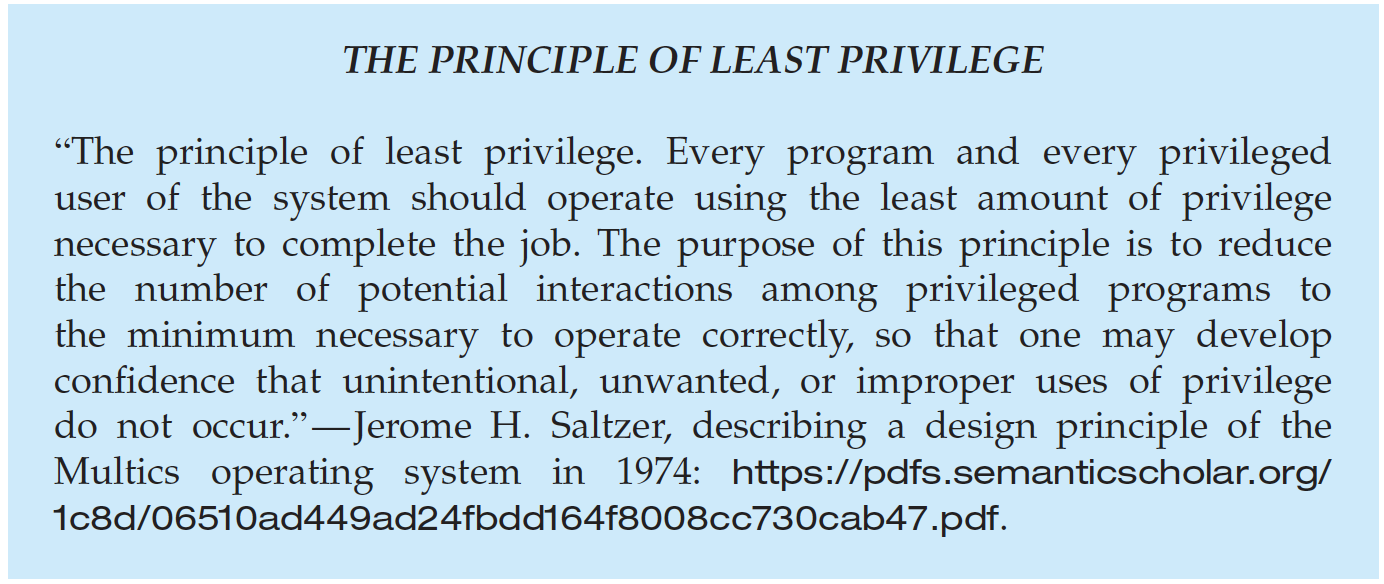 THE PRINCIPLE OF LEAST PRIVILEGE
“The principle of least privilege. Every program and every privileged
user of the system should operate using the least amount of privilege
necessary to complete the job. The purpose of this principle is to reduce
the number of potential interactions among privileged programs to
the minimum necessary to operate correctly, so that one may develop
confidence that unintentional, unwanted, or improper uses of privilege
do not occur.”—Jerome H. Saltzer, describing a design principle of the
Multics operating system in 1974: https://pdfs.semanticscholar.org/
1c8d/06510ad449ad24fbdd164f8008cc730cab47.pdf.